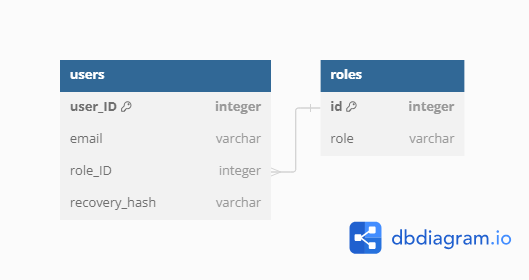 users
user_ID integer
email varchar
role_ID integer
recovery_hash varchar
roles
id integer
role varchar
dbdiagram.io